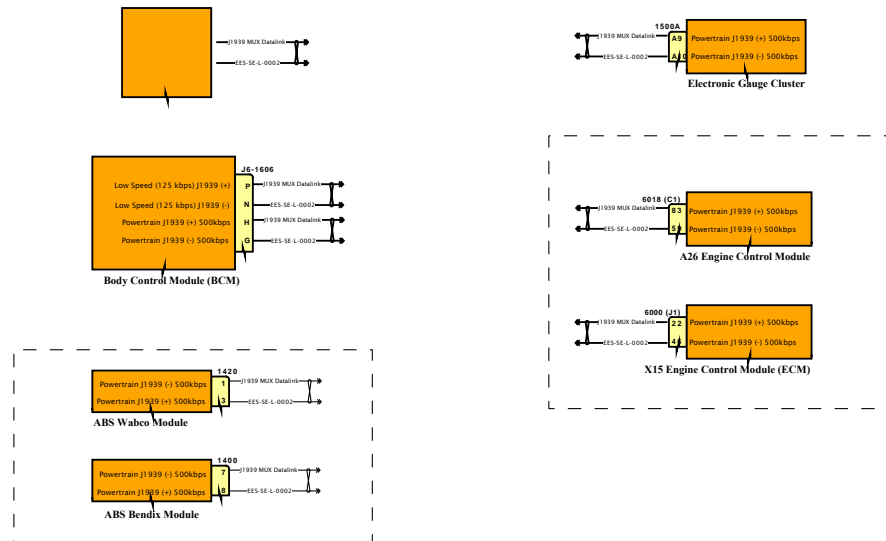 J1939 MUX Datalink
EES-SE-L-0002
1500A
J1939 MUX Datalink
A9
Powertrain J1939 (+) 500kbps
EES-SE-L-0002
A10
Powertrain J1939 (-) 500kbps
Electronic Gauge Cluster
J6-1606
Low Speed (125 kbps) J1939 (+)
P
J1939 MUX Datalink
Low Speed (125 kbps) J1939 (-)
N
EES-SE-L-0002
Powertrain J1939 (+) 500kbps
H
J1939 MUX Datalink
Powertrain J1939 (-) 500kbps
G
EES-SE-L-0002
Body Control Module (BCM)
6018 (C1)
J1939 MUX Datalink
83
Powertrain J1939 (+) 500kbps
EES-SE-L-0002
Powertrain J1939 (-) 500kbps
A26 Engine Control Module
6000 (J1)
J1939 MUX Datalink
22
Powertrain J1939 (+) 500kbps
EES-SE-L-0002
Powertrain J1939 (-) 500kbps
X15 Engine Control Module (ECM)
1420
Powertrain J1939 (-) 500kbps
1
J1939 MUX Datalink
Powertrain J1939 (+) 500kbps
3
EES-SE-L-0002
ABS Wabco Module
1400
Powertrain J1939 (-) 500kbps
7
J1939 MUX Datalink
Powertrain J1939 (+) 500kbps
8
EES-SE-L-0002
ABS Bendix Module